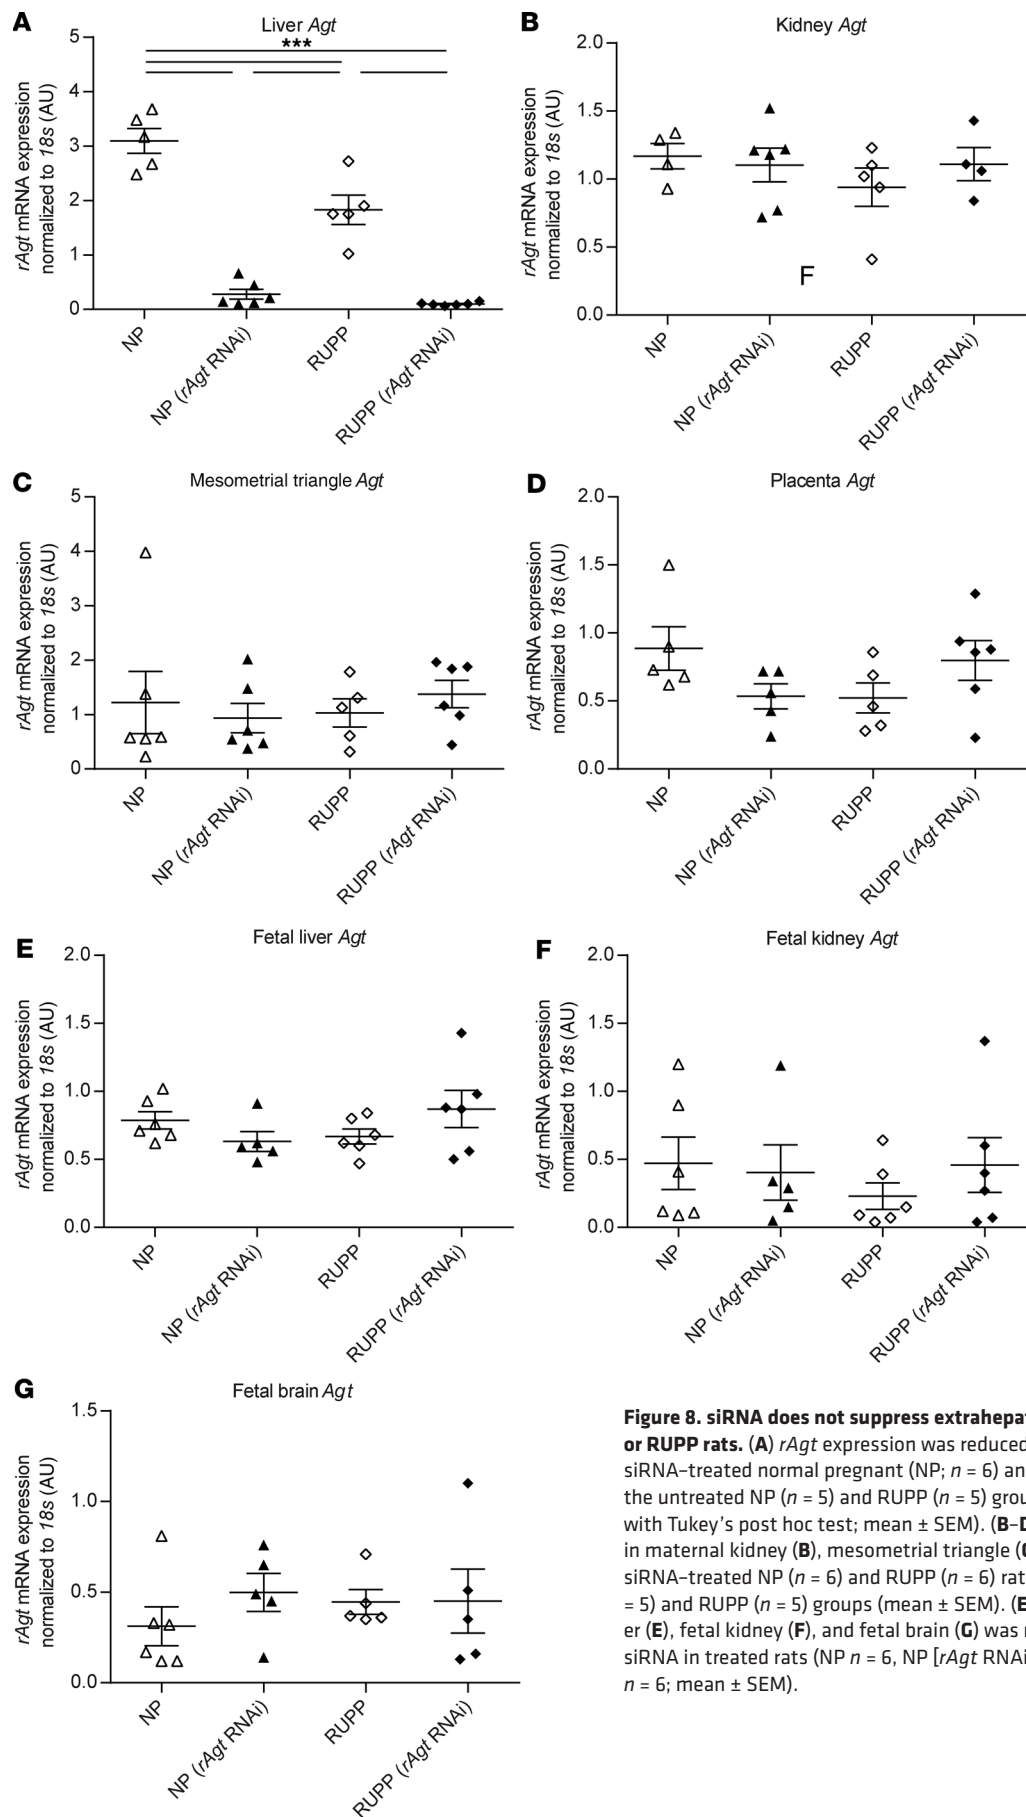 A
Liver Agt
rAgt mRNA expression
normalized to 18s (AU)
5
4
3
2
1
0
***
NP
NP (rAgt RNAi)
RUPP
RUPP (rAgt RNAi)
B
Kidney Agt
rAgt mRNA expression
normalized to 18s (AU)
2.0
1.5
1.0
0.5
0.0
F
NP
NP (rAgt RNAi)
RUPP
RUPP (rAgt RNAi)
C
Mesometrial triangle Agt
rAgt mRNA expression
normalized to 18s (AU)
5
4
3
2
1
0
NP
NP (rAgt RNAi)
RUPP
RUPP (rAgt RNAi)
D
Placenta Agt
rAgt mRNA expression
normalized to 18s (AU)
2.0
1.5
1.0
0.5
0.0
NP
NP (rAgt RNAi)
RUPP
RUPP (rAgt RNAi)
E
Fetal liver Agt
rAgt mRNA expression
normalized to 18s (AU)
2.0
1.5
1.0
0.5
0.0
NP
NP (rAgt RNAi)
RUPP
RUPP (rAgt RNAi)
F
Fetal kidney Agt
rAgt mRNA expression
normalized to 18s (AU)
2.0
1.5
1.0
0.5
0.0
NP
NP (rAgt RNAi)
RUPP
RUPP (rAgt RNAi)
G
Fetal brain Agt
rAgt mRNA expression
normalized to 18s (AU)
1.5
1.0
0.5
0.0
NP
NP (rAgt RNAi)
RUPP
RUPP (rAgt RNAi)
Figure 8. siRNA does not suppress extrahepat
or RUPP rats. (A) rAgt expression was reduced
siRNA–treated normal pregnant (NP; n = 6) an
the untreated NP (n = 5) and RUPP (n = 5) grou
with Tukey's post hoc test; mean ± SEM). (B–D
in maternal kidney (B), mesometrial triangle (C
siRNA–treated NP (n = 6) and RUPP (n = 6) rat
= 5) and RUPP (n = 5) groups (mean ± SEM). (E
er (E), fetal kidney (F), and fetal brain (G) was r
siRNA in treated rats (NP n = 6, NP [rAgt RNAi
n = 6; mean ± SEM).